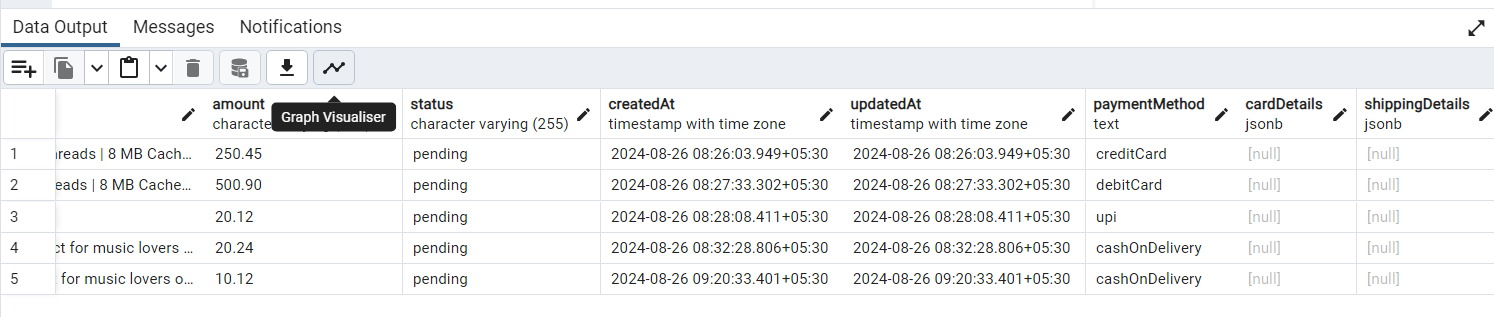 Data Output Messages Notifications
amount status createdAt updatedAt paymentMethod cardDetails shippingDetails
Graph Visualiser
character varying (255) timestamp with time zone timestamp with time zone text jsonb jsonb
1 | 8 MB Cach... 250.45 pending 2024-08-26 08:26:03.949+05:30 2024-08-26 08:26:03.949+05:30 creditCard [null] [null]
2 | 8 MB Cache... 500.90 pending 2024-08-26 08:27:33.302+05:30 2024-08-26 08:27:33.302+05:30 debitCard [null] [null]
3 20.12 pending 2024-08-26 08:28:08.411+05:30 2024-08-26 08:28:08.411+05:30 upi [null] [null]
4 for music lovers ... 20.24 pending 2024-08-26 08:32:28.806+05:30 2024-08-26 08:32:28.806+05:30 cashOnDelivery [null] [null]
5 for music lovers o... 10.12 pending 2024-08-26 09:20:33.401+05:30 2024-08-26 09:20:33.401+05:30 cashOnDelivery [null] [null]